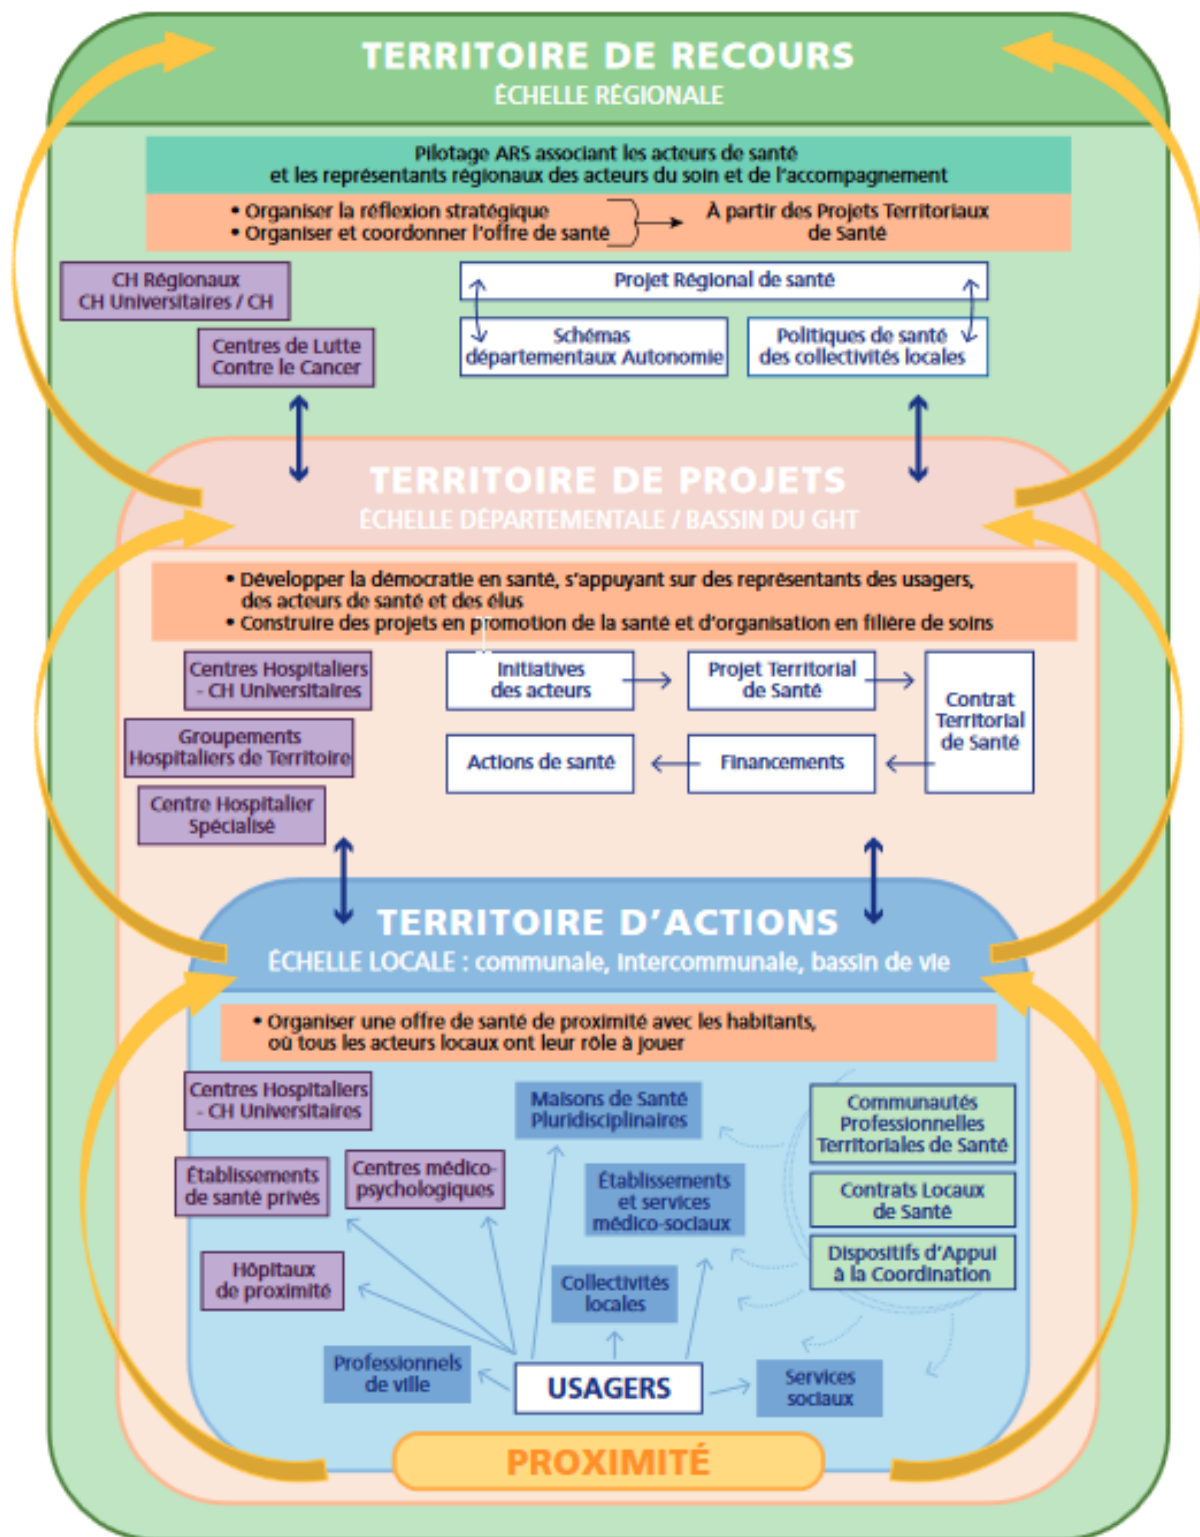 TERRITOIRE DE RECOURS
ÉCHELLE RÉGIONALE
Pilotage ARS associant les acteurs de santé
et les représentants régionaux des acteurs du soin et de l'accompagnement
• Organiser la réflexion stratégique
• Organiser et coordonner l'offre de santé
À partir des Projets Territoriaux
de Santé
CH Régionaux
CH Universitaires / CH
Centres de Lutte
Contre le Cancer
Projet Régional de santé
Schémas
départementaux Autonomie
Politiques de santé
des collectivités locales
TERRITOIRE DE PROJETS
ÉCHELLE DÉPARTEMENTALE / BASSIN DU GHT
• Développer la démocratie en santé, s'appuyant sur des représentants des usagers,
des acteurs de santé et des élus
• Construire des projets en promotion de la santé et d'organisation en filière de soins
Centres Hospitaliers
- CH Universitaires
Groupements
Hospitaliers de Territoire
Centre Hospitalier
Spécialisé
Initiatives
des acteurs
Projet Territorial
de Santé
Contrat
Territorial
de Santé
Actions de santé
Financements
TERRITOIRE D'ACTIONS
ÉCHELLE LOCALE : communale, intercommunale, bassin de vie
• Organiser une offre de santé de proximité avec les habitants,
où tous les acteurs locaux ont leur rôle à jouer
Centres Hospitaliers
- CH Universitaires
Établissements
de santé privés
Centres médico-
psychologiques
Hôpitaux
de proximité
Maisons de Santé
Pluridisciplinaires
Établissements
et services
médico-sociaux
Collectivités
locales
Communautés
Professionnelles
Territoriales de Santé
Contrats Locaux
de Santé
Dispositifs d'Appui
à la Coordination
Professionnels
de ville
USAGERS
Services
sociaux
PROXIMITÉ